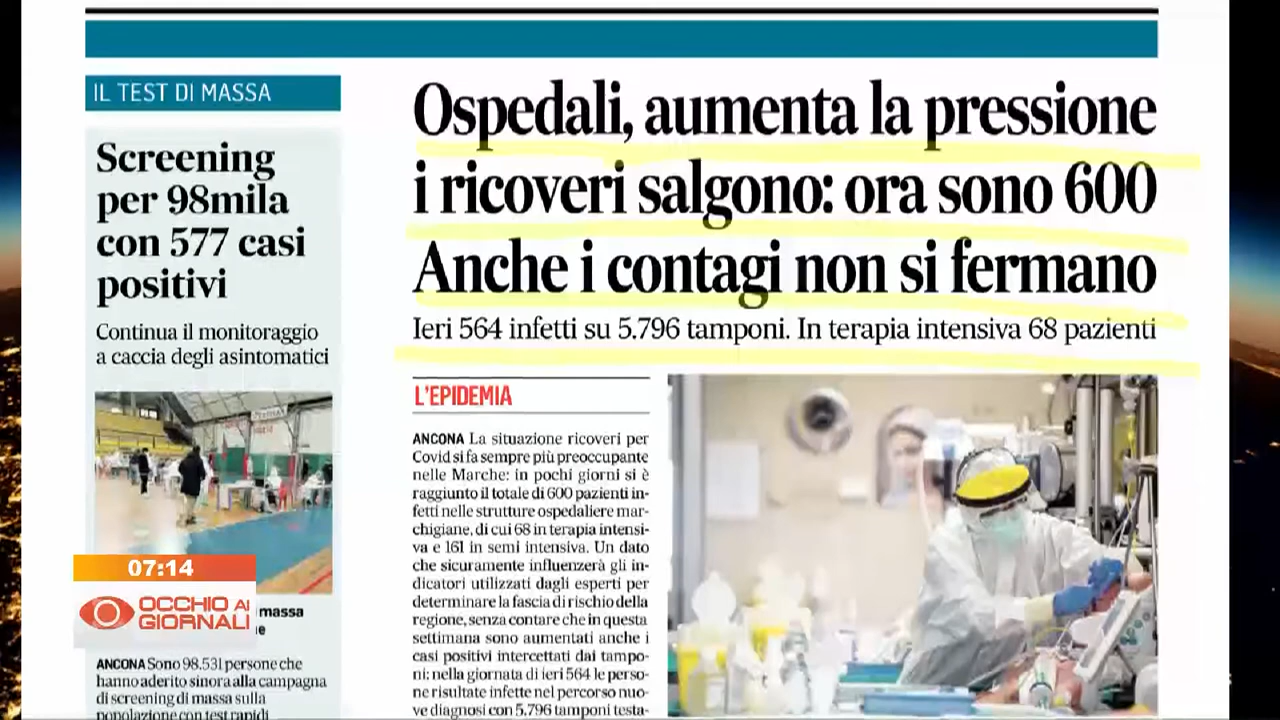 IL TEST DI MASSA
Screening
per 98mila
con 577 casi
positivi
Continua il monitoraggio
a caccia degli asintomatici
massa
ANCONA Sono 98.531 persone che
hanno aderito sinora alla campagna
di screening di massa sulla
popolazione con test rapidi
Ospedali, aumenta la pressione
i ricoveri salgono: ora sono 600
Anche i contagi non si fermano
Ieri 564 infetti su 5.796 tamponi. In terapia intensiva 68 pazienti
L'EPIDEMIA
ANCONA La situazione ricoveri per
Covid si fa sempre più preoccupante
nelle Marche: in pochi giorni si è
raggiunto il totale di 600 pazienti in-
fetti nelle strutture ospedaliere mar-
chigiane, di cui 68 in terapia intensi-
va e 161 in semi intensiva. Un dato
che sicuramente influenzerà gli in-
dicatori utilizzati dagli esperti per
determinare la fascia di rischio della
regione, senza contare che in questa
settimana sono aumentati anche i
casi positivi intercettati dai tampo-
ni: nella giornata di ieri 564 le perso-
ne risultate infette nel percorso nuo-
ve diagnosi con 5.796 tamponi testa-
07:14
OCCHIO AI
GIORNALI